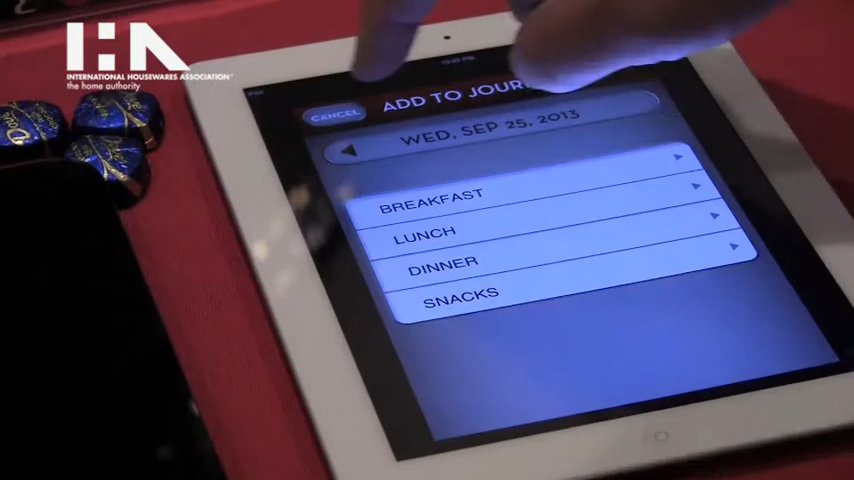 IHA
INTERNATIONAL HOUSEWARES ASSOCIATION
the home authority
CANCEL
ADD TO JOUR
WED, SEP 25, 2013
BREAKFAST
LUNCH
DINNER
SNACKS